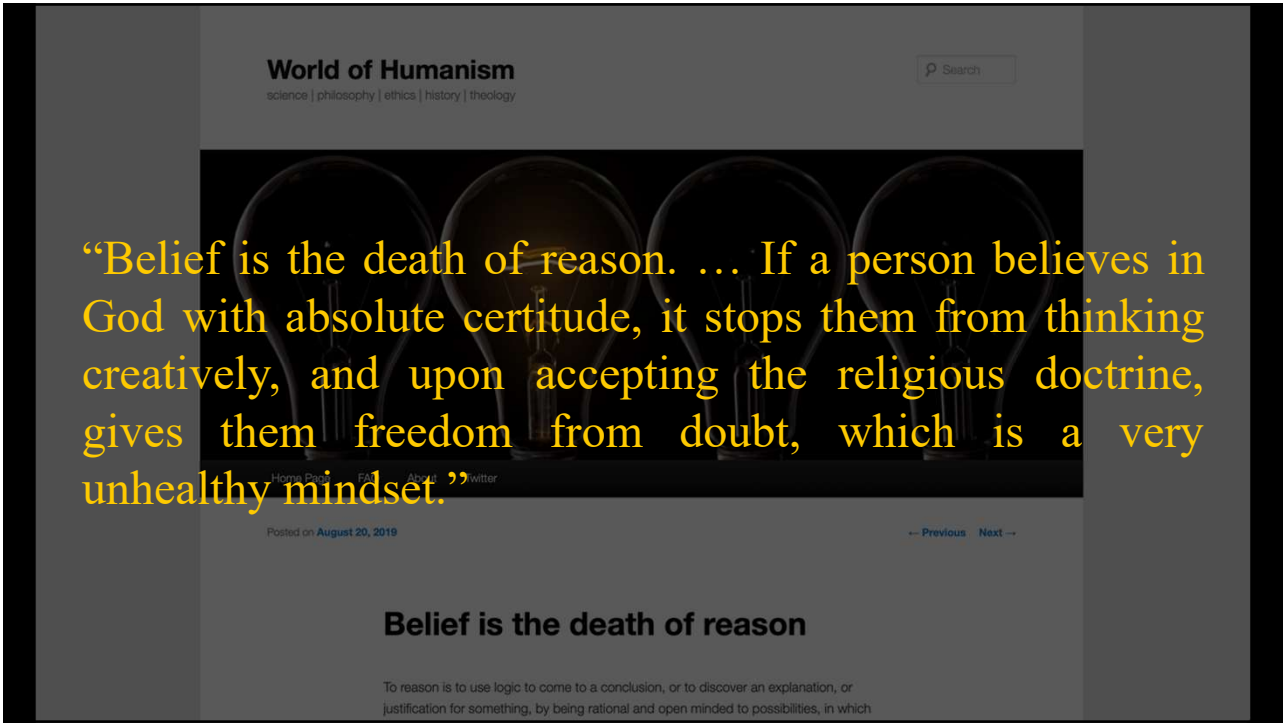 World of Humanism
Search
science | philosophy | ethics | history | theology
“Belief is the death of reason. … If a person believes in
God with absolute certitude, it stops them from thinking
creatively, and upon accepting the religious doctrine,
gives them freedom from doubt, which is a very
unhealthy mindset.”
Home Page FAQ About Twitter
Posted on August 20, 2019
← Previous Next →
Belief is the death of reason
To reason is to use logic to come to a conclusion, or to discover an explanation, or
justification for something, by being rational and open minded to possibilities, in which